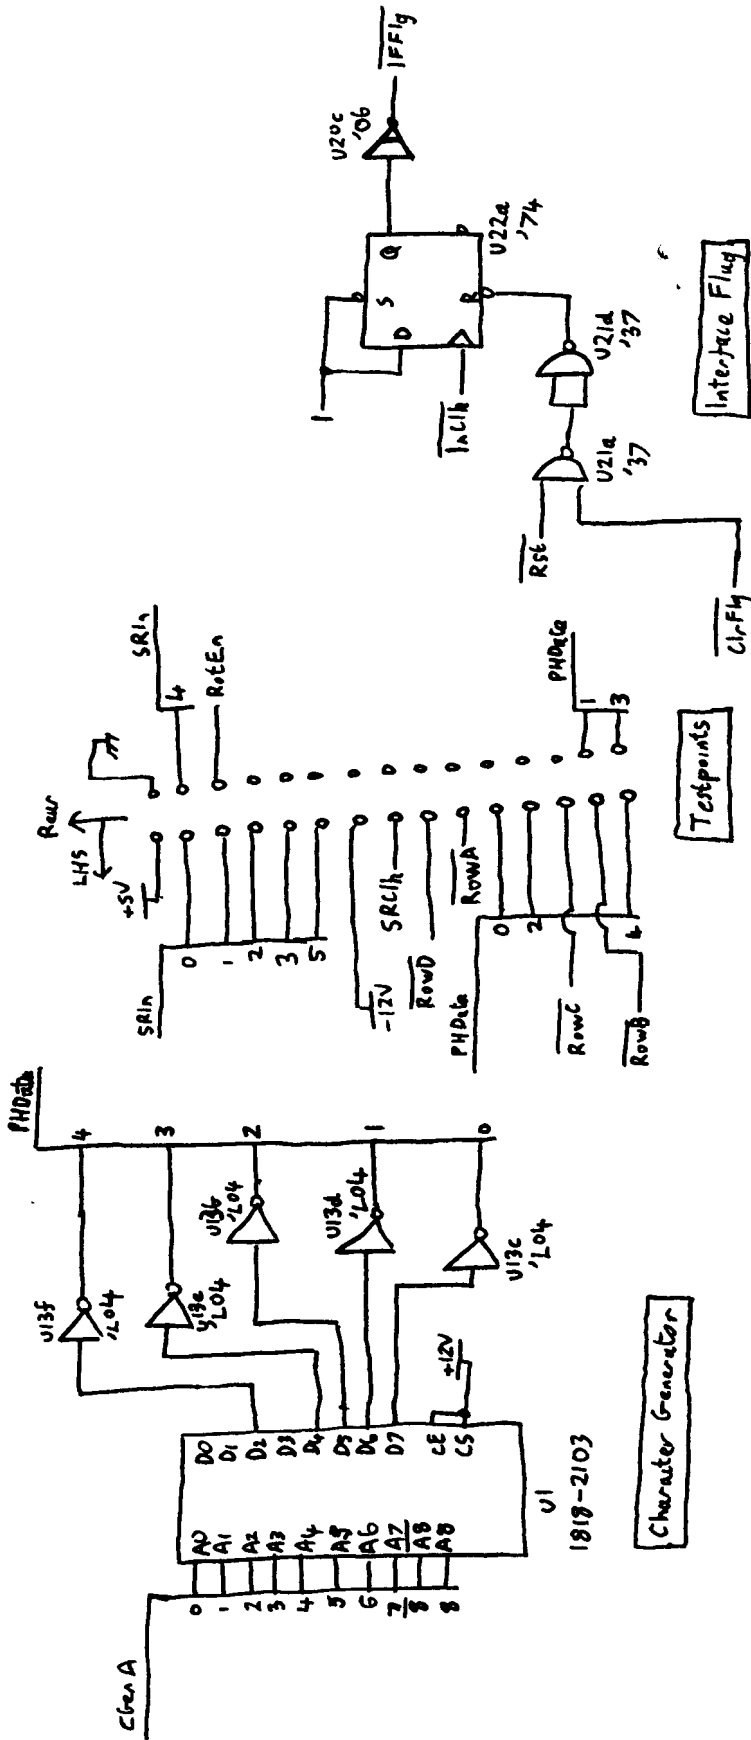 CGenA
0
1
2
3
4
5
6
7
8
8
A0
A1
A2
A3
A4
A5
A6
A7
A8
A8
D0
D1
D2
D3
D4
D5
D6
D7
CE
CS
+12V
U1
1818-2103
U13f
'L04
U13e
'L04
U13b
'L04
U13d
'L04
U13c
'L04
PHData
4
3
2
1
0
Character Generator
SRIn
0
1
2
3
5
+5V
LHS
Rear
-12V
SRClk
RowD
RowA
PHData
0
2
4
RowC
RowB
SRIn
4
RotEn
PHData
1
3
Testpoints
1
D
S
Q
R
InClk
U22a
'74
U20c
'06
IFFlg
Rst
ClrFlg
U21a
'37
U21d
'37
Interface Flag